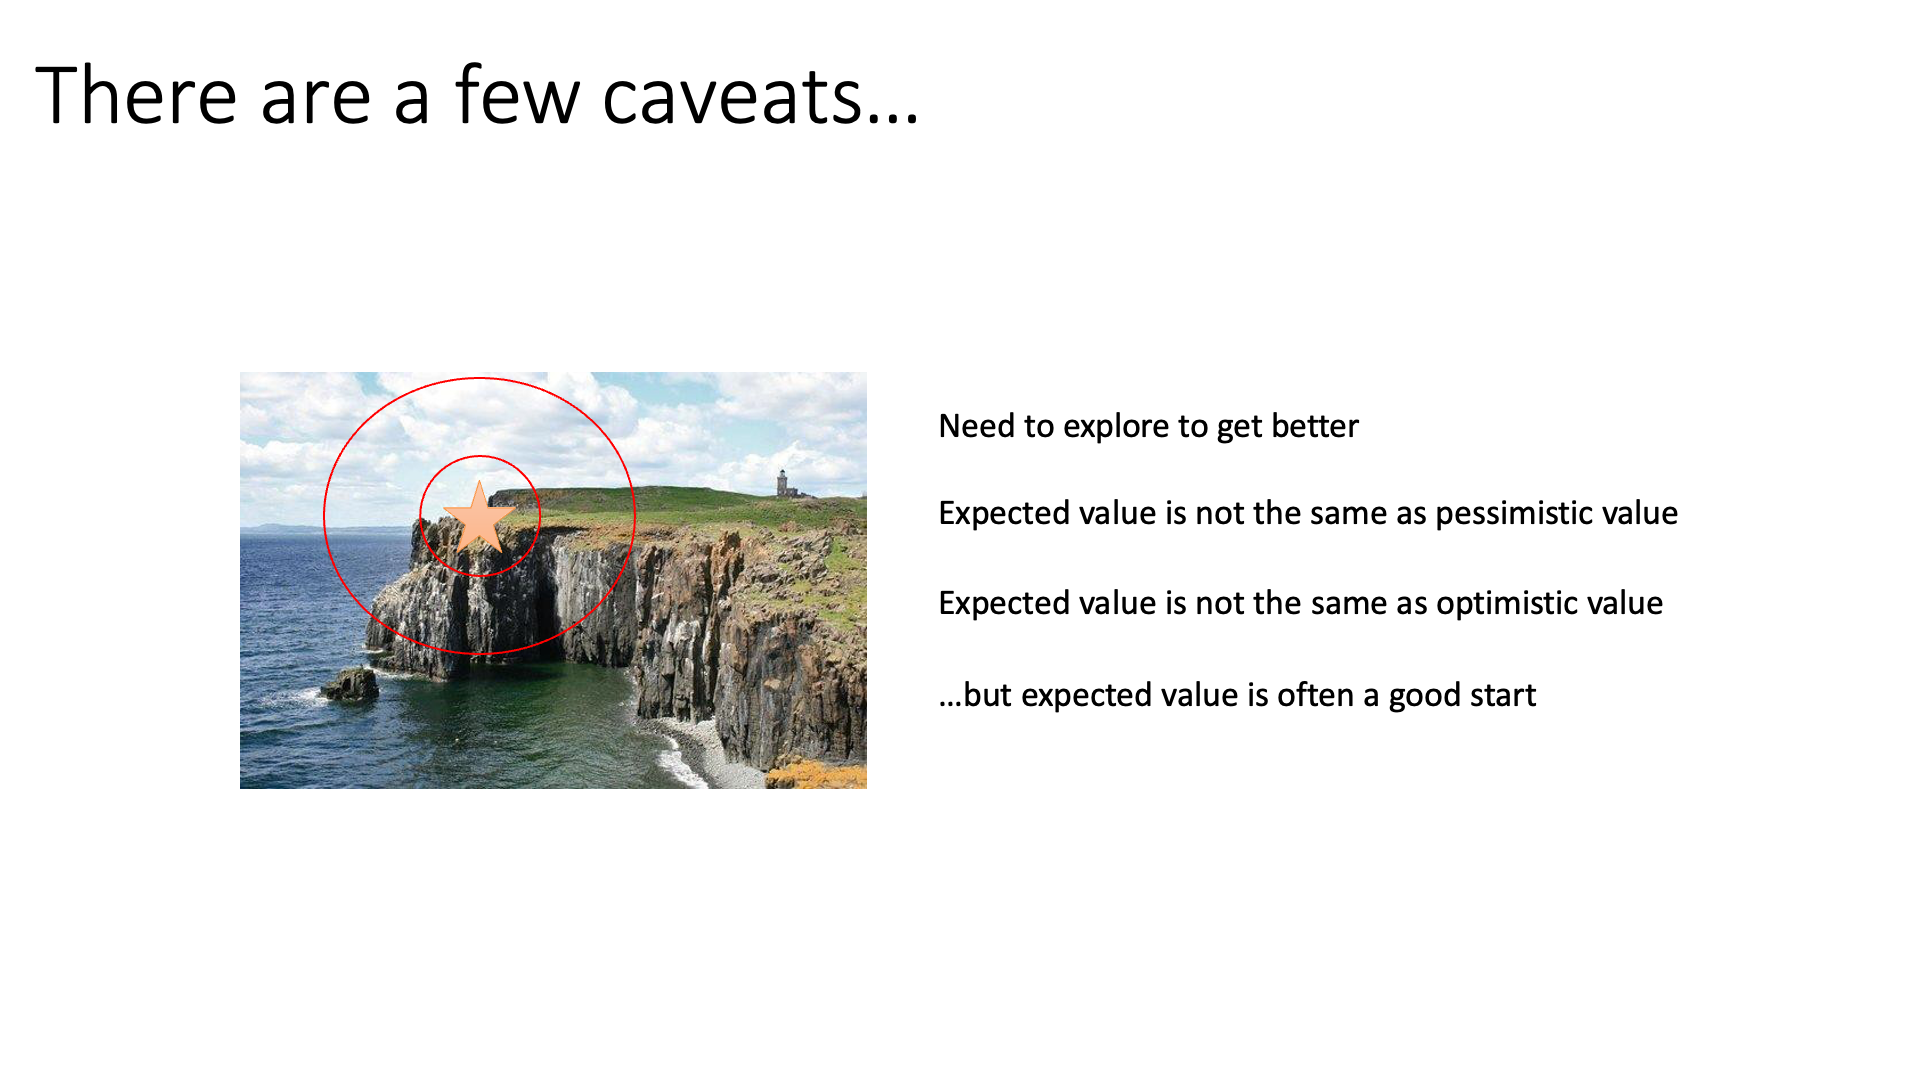 There are a few caveats...
Need to explore to get better
Expected value is not the same as pessimistic value
Expected value is not the same as optimistic value
...but expected value is often a good start